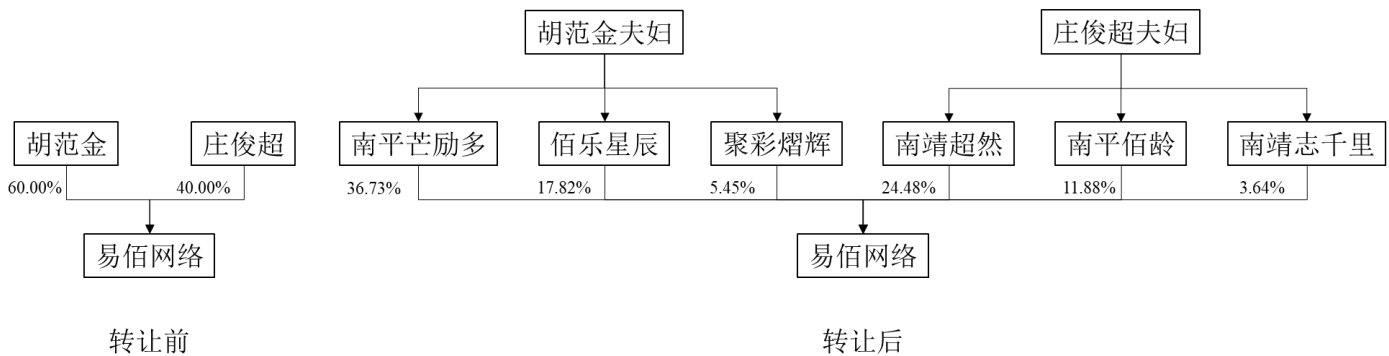 胡范金夫妇 庄俊超夫妇
胡范金 庄俊超 南平芒励多 佰乐星辰 聚彩熠辉 南靖超然 南平佰龄 南靖志千里
60.00% 40.00% 36.73% 17.82% 5.45% 24.48% 11.88% 3.64%
易佰网络 易佰网络
转让前 转让后